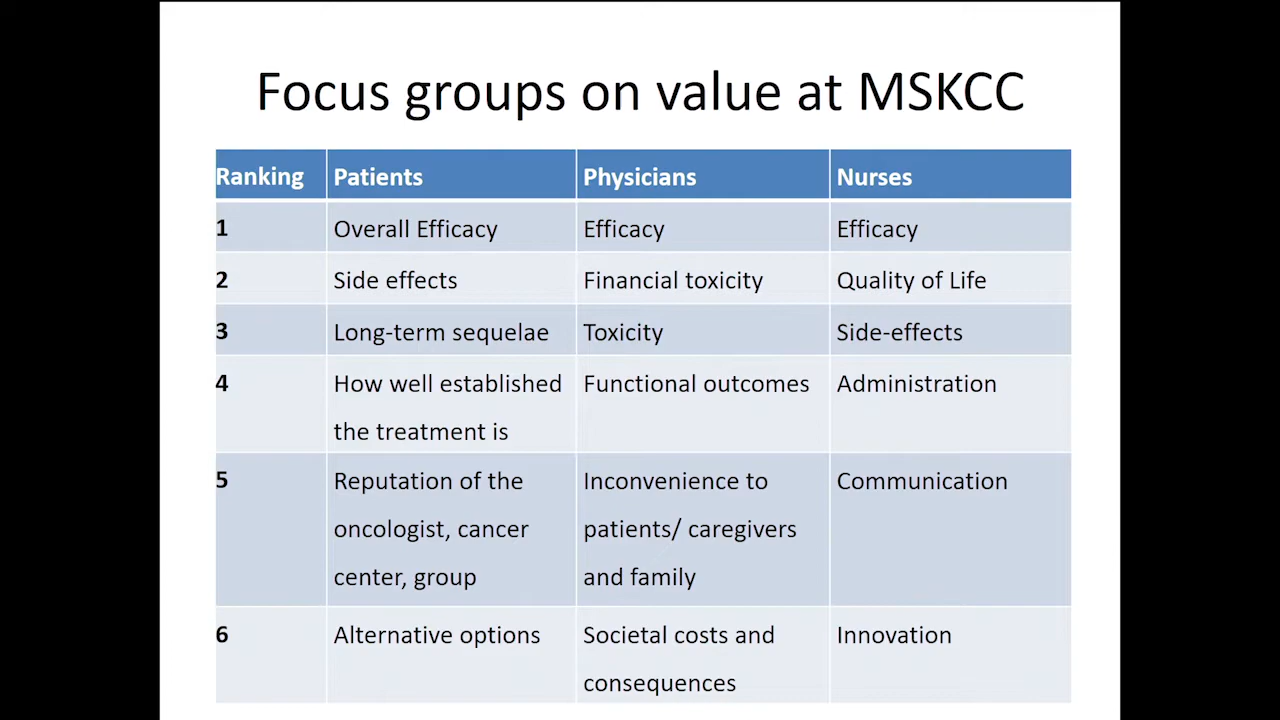 Focus groups on value at MSKCC
Ranking Patients Physicians Nurses
1 Overall Efficacy Efficacy Efficacy
2 Side effects Financial toxicity Quality of Life
3 Long-term sequelae Toxicity Side-effects
4 How well established Functional outcomes Administration
the treatment is
5 Reputation of the Inconvenience to Communication
oncologist, cancer patients/ caregivers
center, group and family
6 Alternative options Societal costs and Innovation
consequences